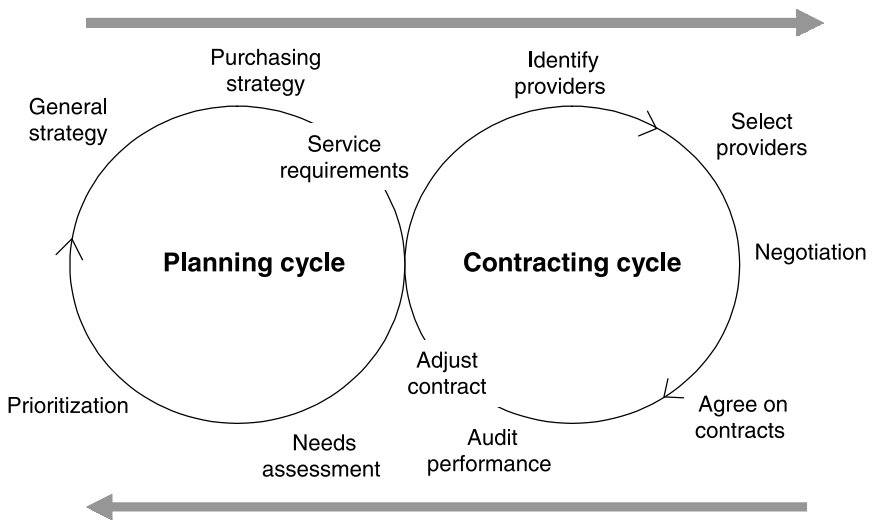 Purchasing
strategy
Identify
providers
General
strategy
Select
providers
Service
requirements
Planning cycle
Contracting cycle
Negotiation
Adjust
contract
Prioritization
Agree on
contracts
Needs
assessment
Audit
performance